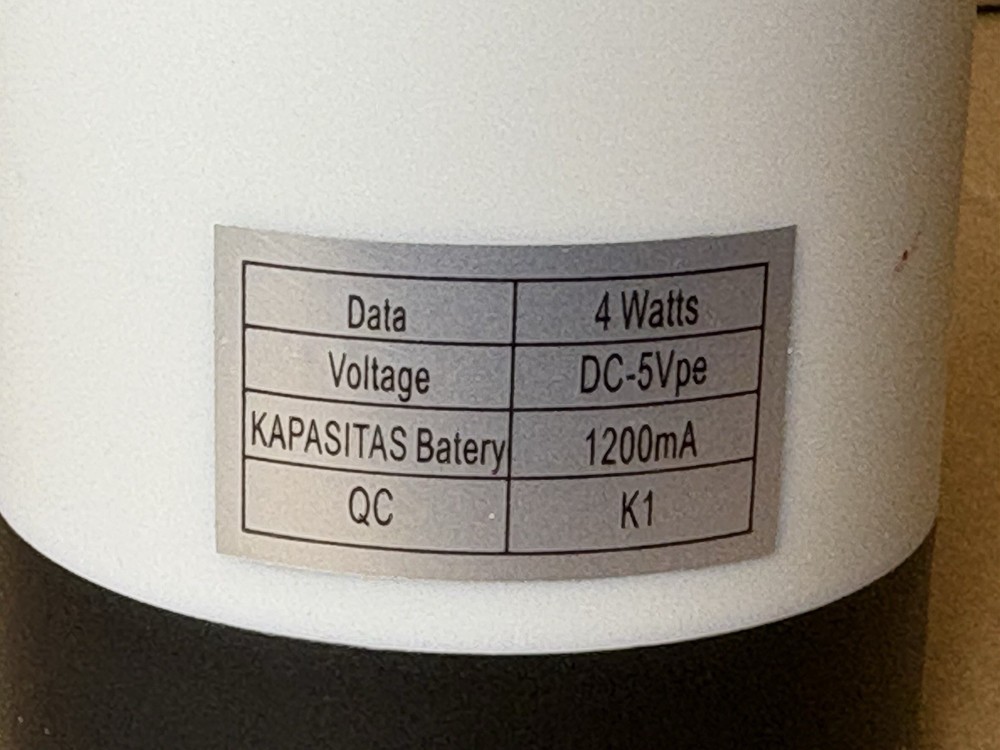 Data 4 Watts
Voltage DC-5Vpe
KAPASITAS Batery 1200mA
QC K1